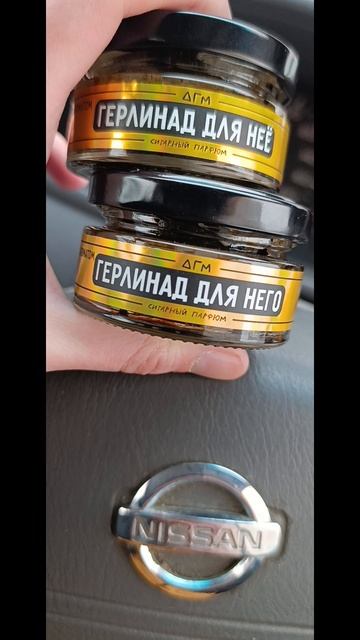 ДГМ
ГЕРЛИНАД ДЛЯ НЕЁ
СИГАРНЫЙ ПАРФЮМ
ДГМ
ГЕРЛИНАД ДЛЯ НЕГО
СИГАРНЫЙ ПАРФЮМ
NISSAN